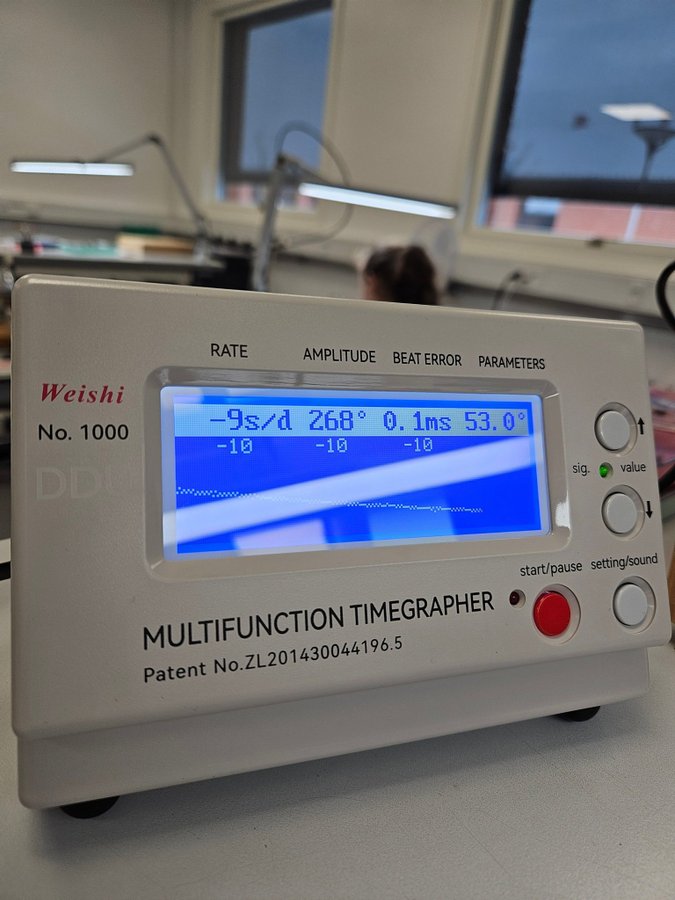 RATE AMPLITUDE BEAT ERROR PARAMETERS
Weishi
No. 1000
-9s/d 268° 0.1ms 53.0°
-10 -10 -10
sig. value
start/pause setting/sound
MULTIFUNCTION TIMEGRAPHER
Patent No.ZL201430044196.5